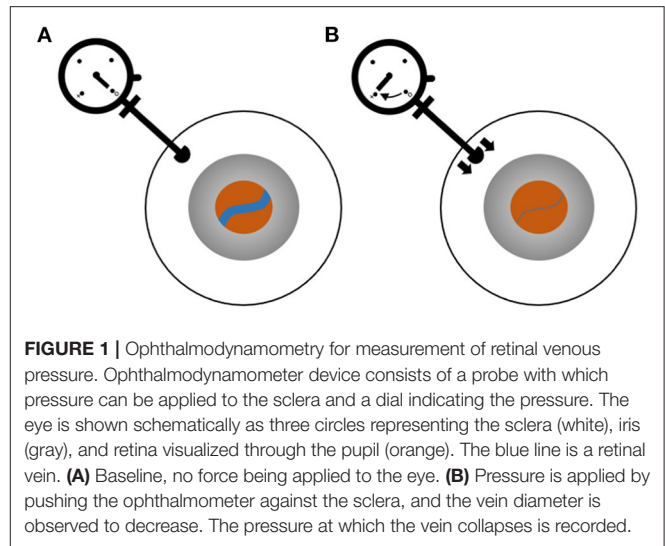 A
B
FIGURE 1 | Ophthalmodynamometry for measurement of retinal venous
pressure. Ophthalmodynamometer device consists of a probe with which
pressure can be applied to the sclera and a dial indicating the pressure. The
eye is shown schematically as three circles representing the sclera (white), iris
(gray), and retina visualized through the pupil (orange). The blue line is a retinal
vein. (A) Baseline, no force being applied to the eye. (B) Pressure is applied by
pushing the ophthalmometer against the sclera, and the vein diameter is
observed to decrease. The pressure at which the vein collapses is recorded.